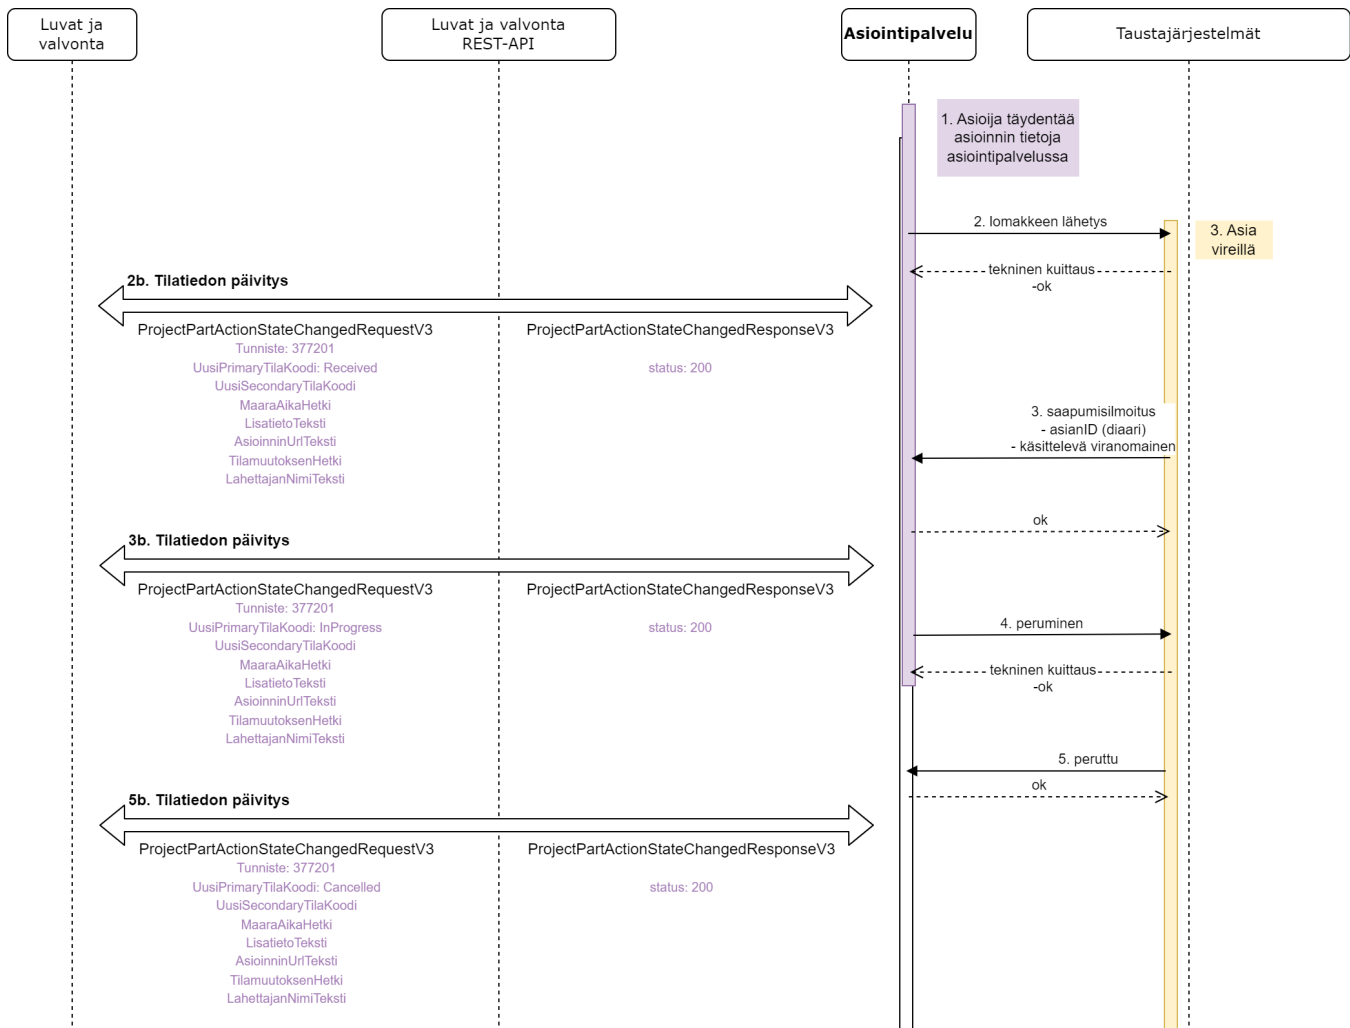 Luvat ja
valvonta
Luvat ja valvonta
REST-API
Asiointipalvelu
Taustajärjestelmät
1. Asioija täydentää
asioinnin tietoja
asiointipalvelussa
2. lomakkeen lähetys
3. Asia
vireillä
tekninen kuittaus
-ok
2b. Tilatiedon päivitys
ProjectPartActionStateChangedRequestV3
Tunniste: 377201
UusiPrimaryTilaKoodi: Received
UusiSecondaryTilaKoodi
MaaraAikaHetki
LisatietoTeksti
AsioinninUrlTeksti
TilamuutoksenHetki
LahettajanNimiTeksti
ProjectPartActionStateChangedResponseV3
status: 200
3. saapumisilmoitus
- asianID (diaari)
- käsittelevä viranomainen
ok
3b. Tilatiedon päivitys
ProjectPartActionStateChangedRequestV3
Tunniste: 377201
UusiPrimaryTilaKoodi: InProgress
UusiSecondaryTilaKoodi
MaaraAikaHetki
LisatietoTeksti
AsioinninUrlTeksti
TilamuutoksenHetki
LahettajanNimiTeksti
ProjectPartActionStateChangedResponseV3
status: 200
4. peruminen
tekninen kuittaus
-ok
5. peruttu
ok
5b. Tilatiedon päivitys
ProjectPartActionStateChangedRequestV3
Tunniste: 377201
UusiPrimaryTilaKoodi: Cancelled
UusiSecondaryTilaKoodi
MaaraAikaHetki
LisatietoTeksti
AsioinninUrlTeksti
TilamuutoksenHetki
LahettajanNimiTeksti
ProjectPartActionStateChangedResponseV3
status: 200